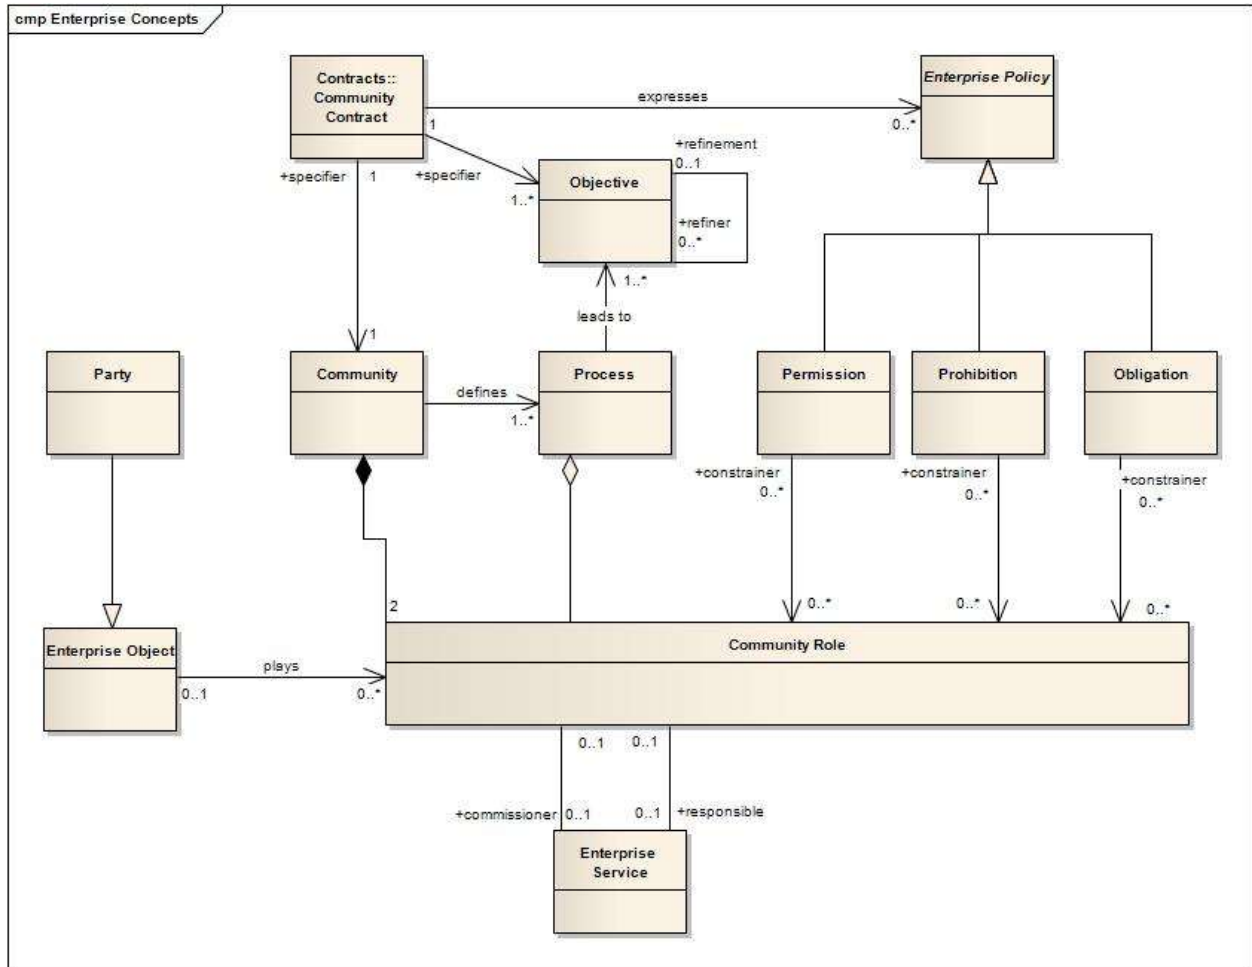 cmp Enterprise Concepts
Contracts::
Community
Contract
Enterprise Policy
expresses
1
0..*
+refinement
0..1
+specifier
1
+specifier
Objective
1..*
+refiner
0..*
1..*
leads to
1
Party
Community
Process
Permission
Prohibition
Obligation
defines
1..*
+constrainer
0..*
+constrainer
0..*
+constrainer
0..*
2
0..*
0..*
0..*
Enterprise Object
Community Role
plays
0..1
0..*
0..1
0..1
+commissioner
0..1
0..1
+responsible
Enterprise
Service